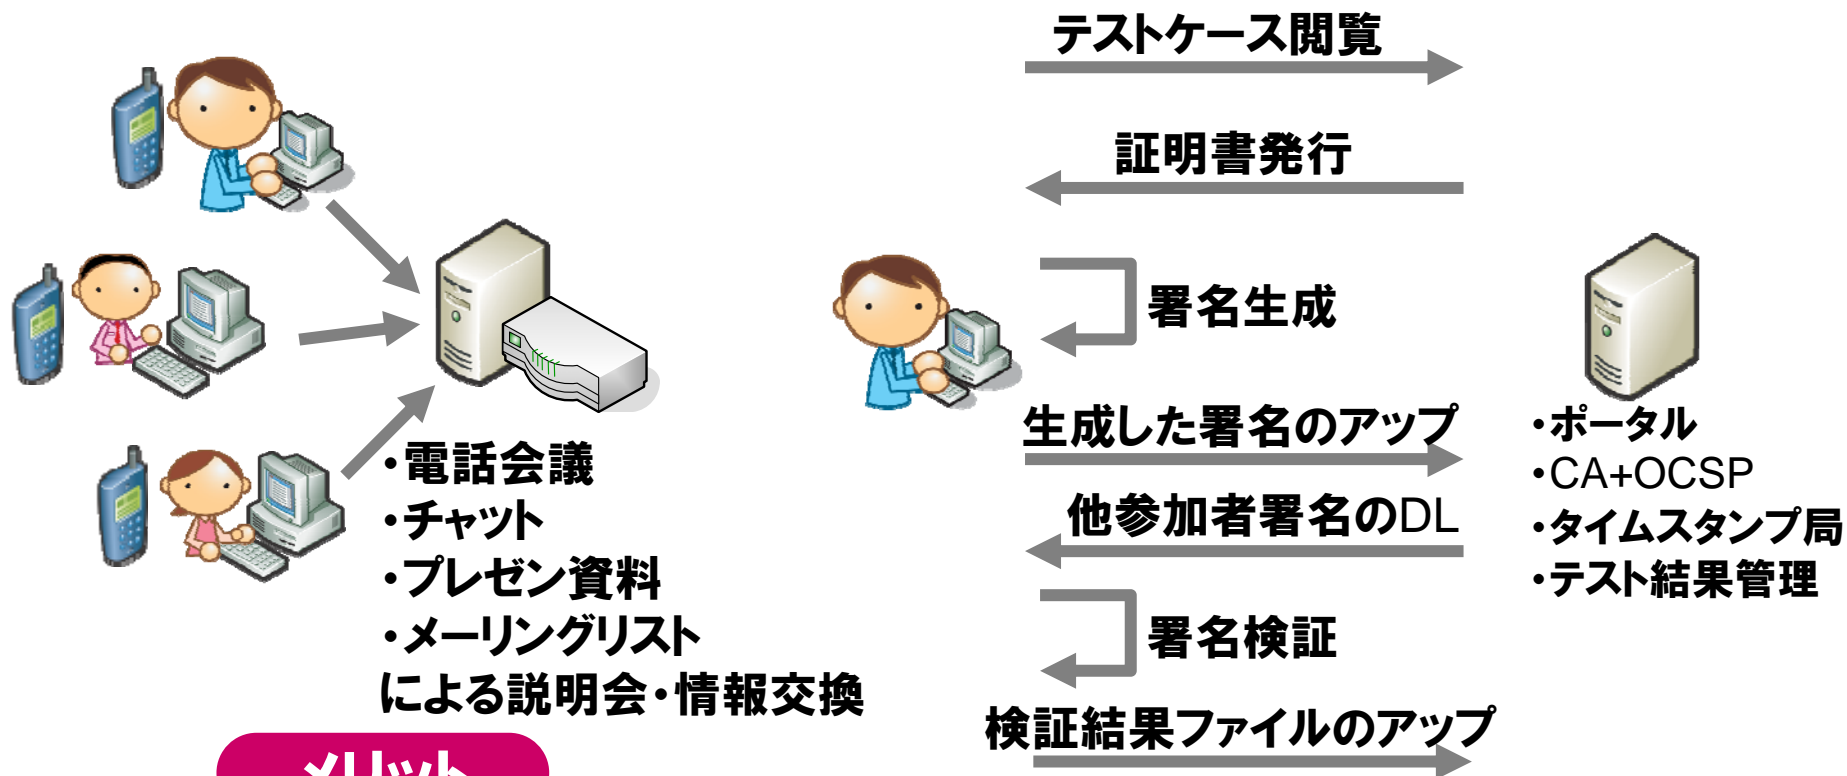 ・電話会議
・チャット
・プレゼン資料
・メーリングリスト
による説明会・情報交換
メリット
テストケース閲覧
証明書発行
署名生成
生成した署名のアップ
他参加者署名のDL
署名検証
検証結果ファイルのアップ
・ポータル
・CA+OCSP
・タイムスタンプ局
・テスト結果管理